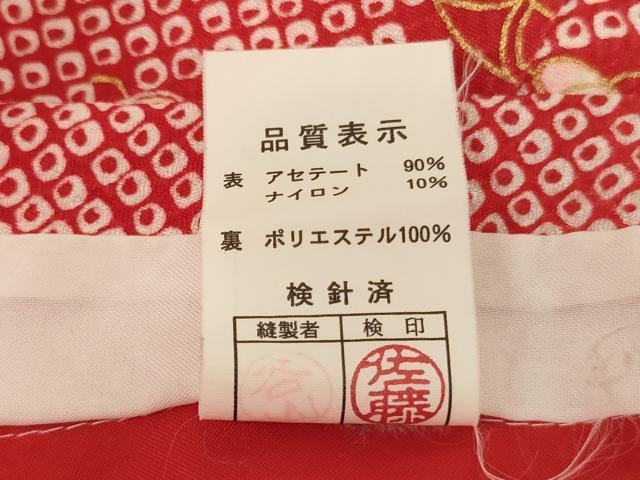 品質表示
表 アセテート 90%
ナイロン 10%
裏 ポリエステル100%
検針済
縫製者 検印
佐藤